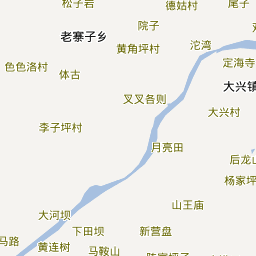 松子岩
德姑村
尾子
院子
老寨子乡
黄角坪村
沱湾
定海寺
色色洛村
体古
大兴镇
叉叉各则
大兴村
李子坪村
月亮田
后龙山
杨家坪
山王庙
大河坝
下田坝
新营盘
马路
黄连树
马鞍山